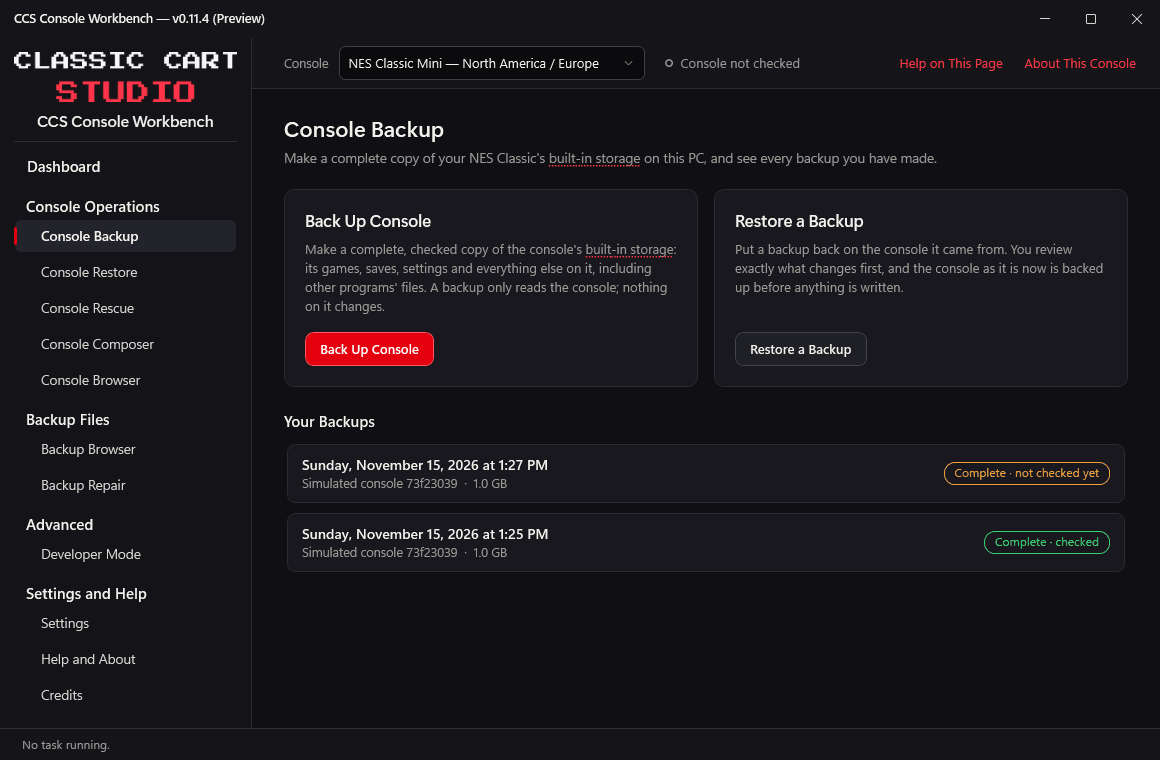 CCS Console Workbench — v0.11.4 (Preview)
CLASSIC CART
STUDIO
CCS Console Workbench
Dashboard
Console Operations
Console Backup
Console Restore
Console Rescue
Console Composer
Console Browser
Backup Files
Backup Browser
Backup Repair
Advanced
Developer Mode
Settings and Help
Settings
Help and About
Credits
Console
NES Classic Mini — North America / Europe
Console not checked
Help on This Page
About This Console
Console Backup
Make a complete copy of your NES Classic's built-in storage on this PC, and see every backup you have made.
Back Up Console
Make a complete, checked copy of the console's built-in storage:
its games, saves, settings and everything else on it, including
other programs' files. A backup only reads the console; nothing
on it changes.
Back Up Console
Restore a Backup
Put a backup back on the console it came from. You review
exactly what changes first, and the console as it is now is backed
up before anything is written.
Restore a Backup
Your Backups
Sunday, November 15, 2026 at 1:27 PM
Simulated console 73f23039 · 1.0 GB
Complete · not checked yet
Sunday, November 15, 2026 at 1:25 PM
Simulated console 73f23039 · 1.0 GB
Complete · checked
No task running.